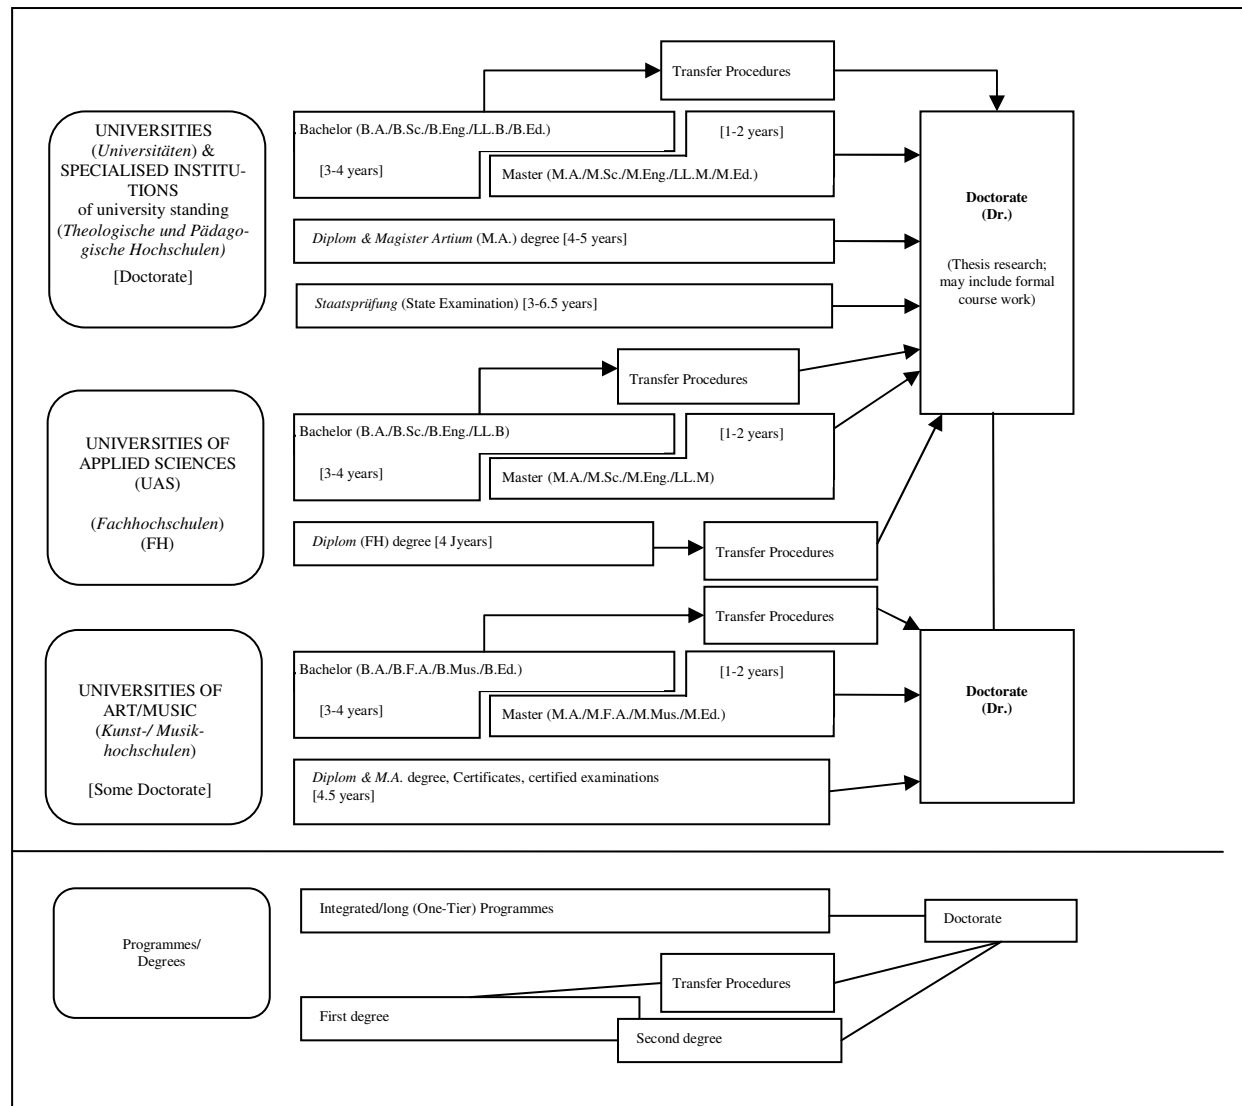 Transfer Procedures
UNIVERSITIES
(Universitäten) &
SPECIALISED INSTITU-
TIONS
of university standing
(Theologische und Pädago-
gische Hochschulen)
[Doctorate]
. Bachelor (B.A./B.Sc./B.Eng./LL.B./B.Ed.)
[1-2 years]
[3-4 years]
Master (M.A./M.Sc./M.Eng./LL.M./M.Ed.)
Diplom & Magister Artium (M.A.) degree [4-5 years]
Staatsprüfung (State Examination) [3-6.5 years]
Doctorate
(Dr.)
(Thesis research;
may include formal
course work)
Transfer Procedures
UNIVERSITIES OF
APPLIED SCIENCES
(UAS)
(Fachhochschulen)
(FH)
. Bachelor (B.A./B.Sc./B.Eng./LL.B)
[1-2 years]
[3-4 years]
Master (M.A./M.Sc./M.Eng./LL.M)
Diplom (FH) degree [4 Jyears]
Transfer Procedures
Transfer Procedures
UNIVERSITIES OF
ART/MUSIC
(Kunst-/ Musik-
hochschulen)
[Some Doctorate]
. Bachelor (B.A./B.F.A./B.Mus./B.Ed.)
[1-2 years]
[3-4 years]
Master (M.A./M.F.A./M.Mus./M.Ed.)
Diplom & M.A. degree, Certificates, certified examinations
[4.5 years]
Doctorate
(Dr.)
Programmes/
Degrees
Integrated/long (One-Tier) Programmes
Doctorate
Transfer Procedures
First degree
Second degree